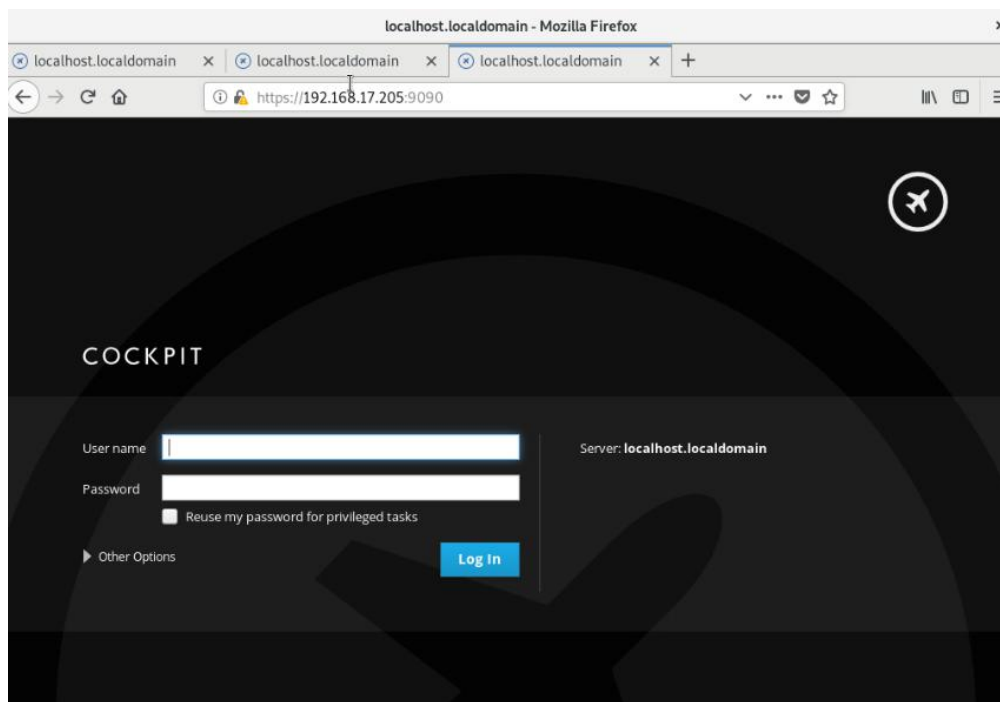 localhost.localdomain - Mozilla Firefox
localhost.localdomain localhost.localdomain localhost.localdomain
https://192.168.17.205:9090
COCKPIT
User name
Server: localhost.localdomain
Password
Reuse my password for privileged tasks
Other Options
Log In